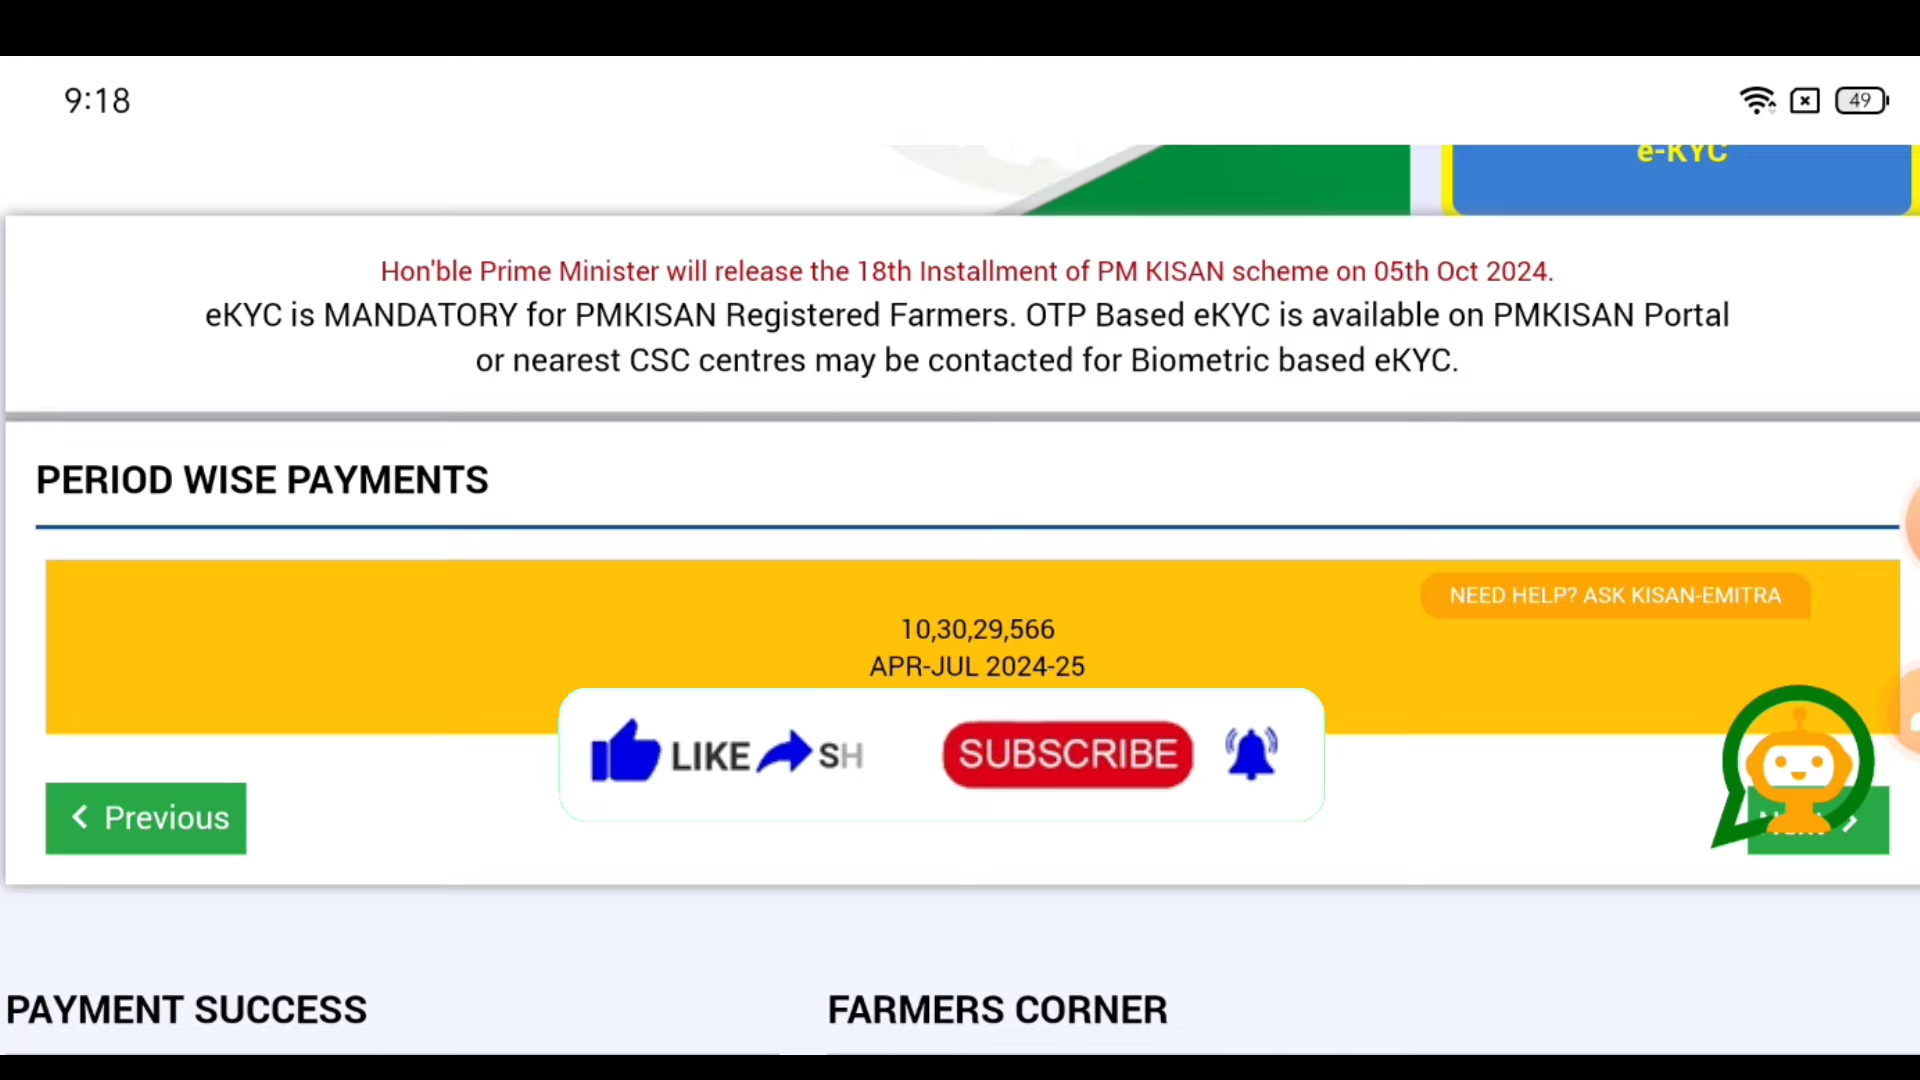 9:18
49
e-KYC
Hon'ble Prime Minister will release the 18th Installment of PM KISAN scheme on 05th Oct 2024.
eKYC is MANDATORY for PMKISAN Registered Farmers. OTP Based eKYC is available on PMKISAN Portal
or nearest CSC centres may be contacted for Biometric based eKYC.
PERIOD WISE PAYMENTS
NEED HELP? ASK KISAN-EMITRA
10,30,29,566
APR-JUL 2024-25
LIKE SH SUBSCRIBE
Previous
Next
PAYMENT SUCCESS
FARMERS CORNER